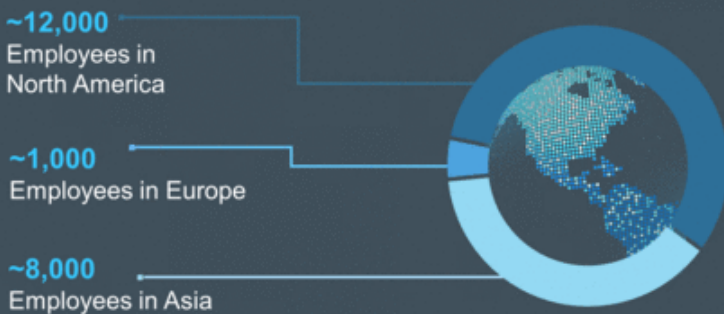 ~12,000
Employees in
North America
~1,000
Employees in Europe
~8,000
Employees in Asia